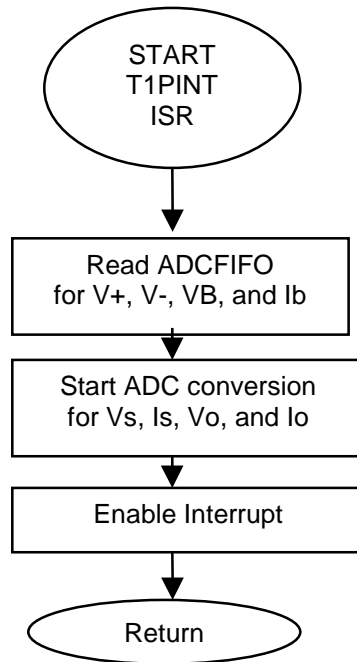 START
T1PINT
ISR
Read ADCFIFO
for V+, V-, VB, and Ib
Start ADC conversion
for Vs, Is, Vo, and Io
Enable Interrupt
Return